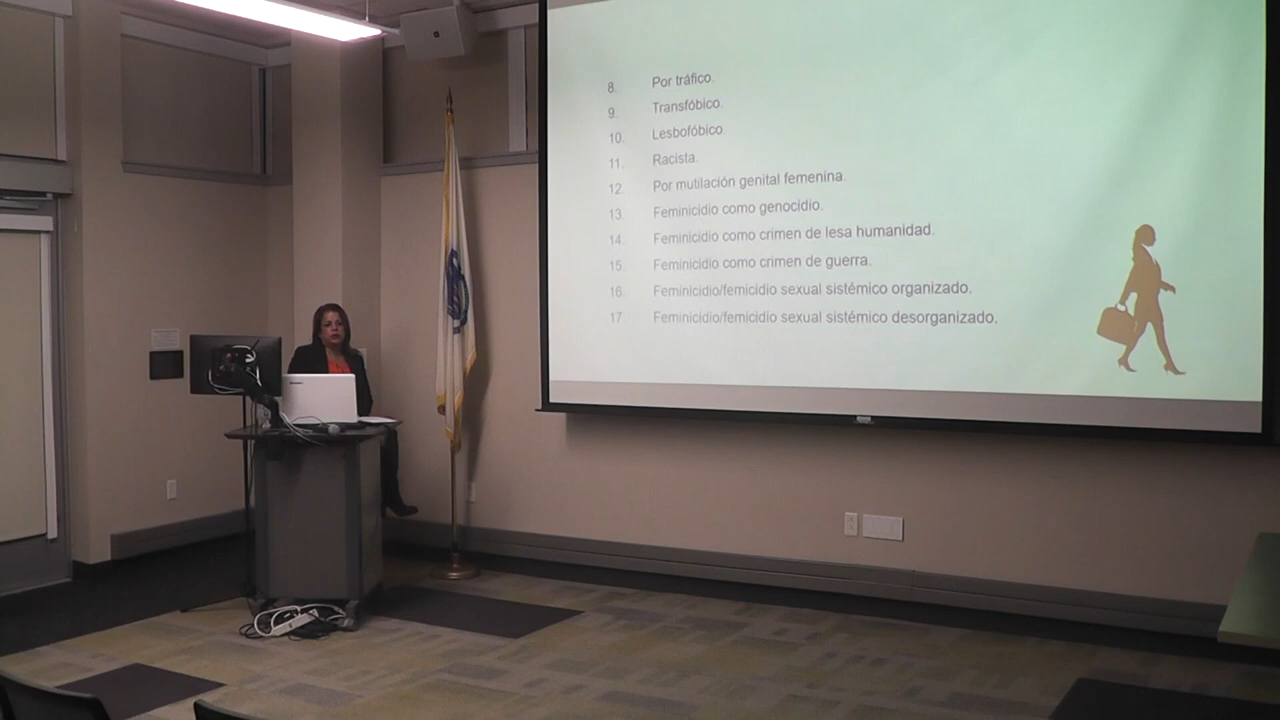 8. Por tráfico.
9. Transfóbico.
10. Lesbofóbico.
11. Racista.
12. Por mutilación genital femenina.
13. Feminicidio como genocidio.
14. Feminicidio como crimen de lesa humanidad.
15. Feminicidio como crimen de guerra.
16. Feminicidio/femicidio sexual sistémico organizado.
17. Feminicidio/femicidio sexual sistémico desorganizado.